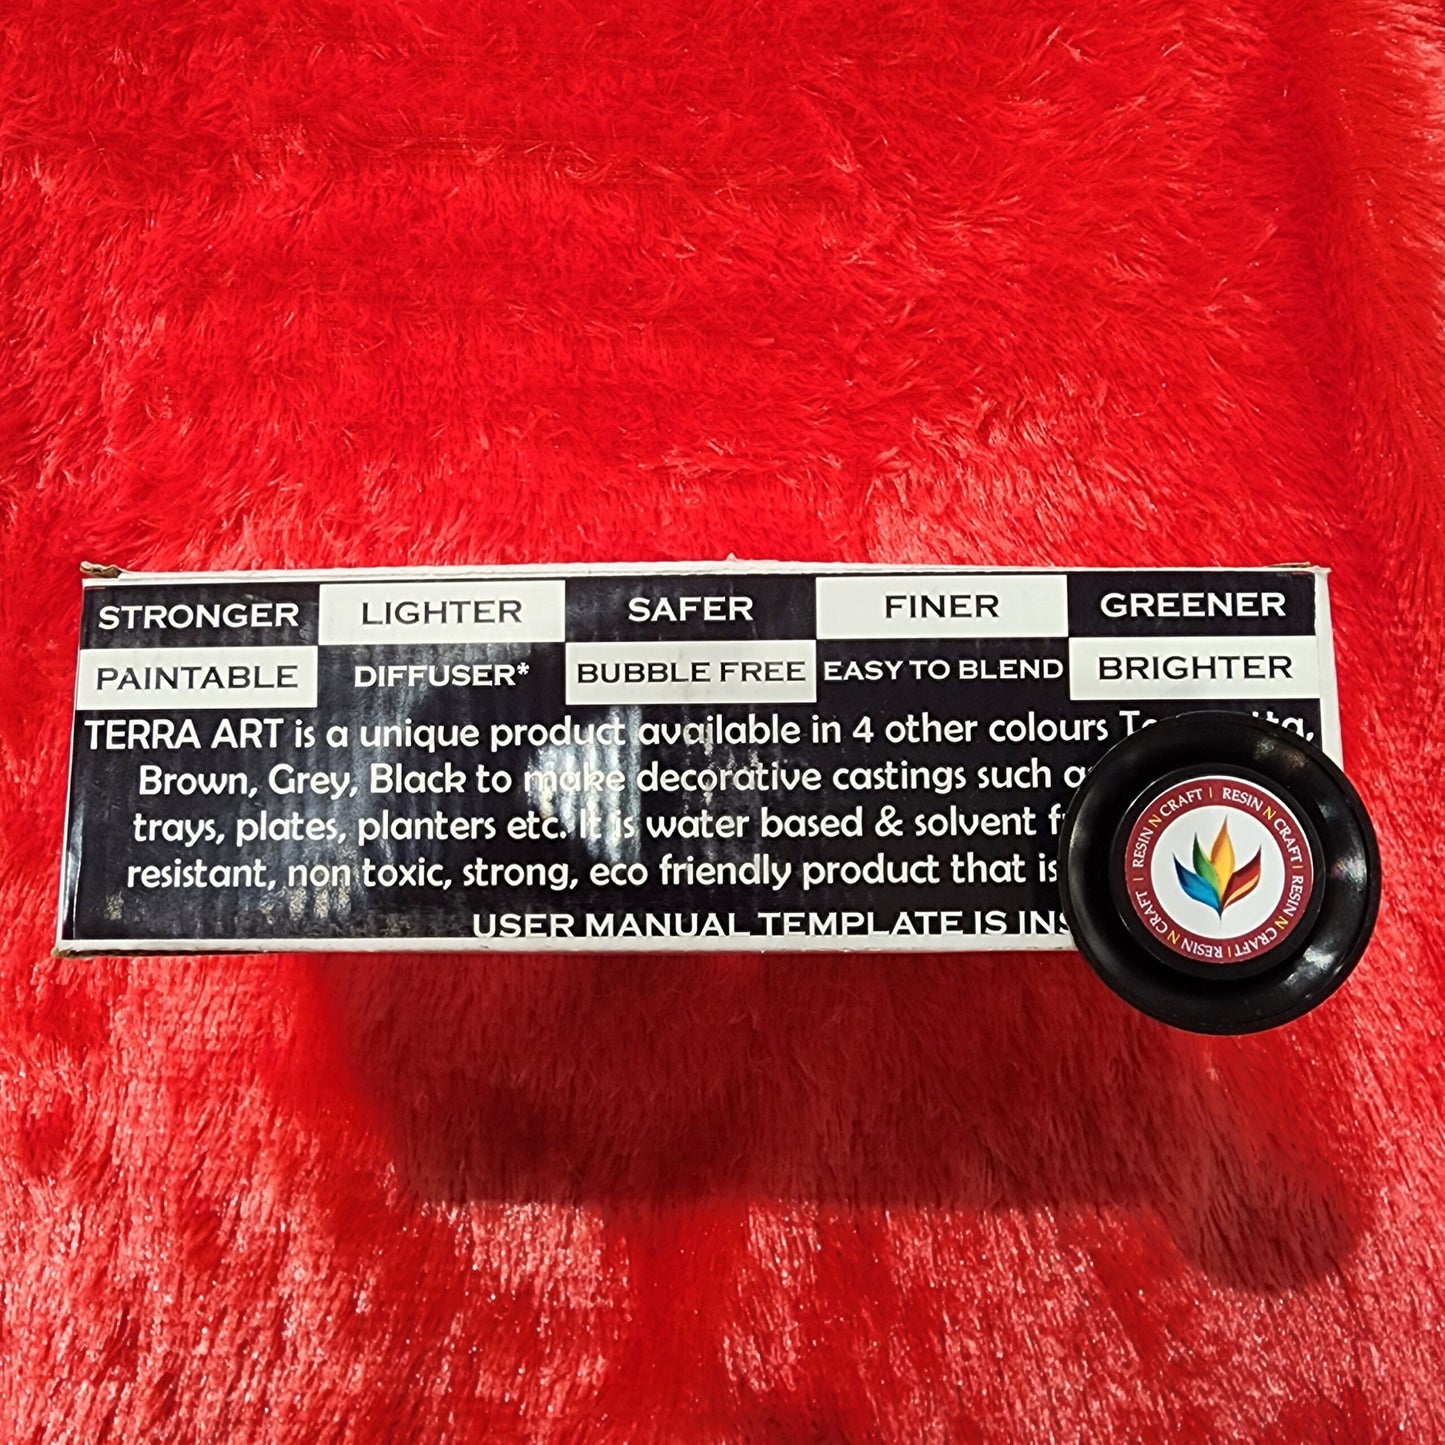 STRONGER LIGHTER SAFER FINER GREENER
PAINTABLE DIFFUSER* BUBBLE FREE EASY TO BLEND BRIGHTER
TERRA ART is a unique product available in 4 other colours
Brown, Grey, Black to make decorative castings such
trays, plates, planters etc. It is water based & solvent
resistant, non toxic, strong, eco friendly product that is
USER MANUAL TEMPLATE IS
RESIN N CRAFT | RESIN N CRAFT | RESIN N CRAFT | RESIN N CRAFT |